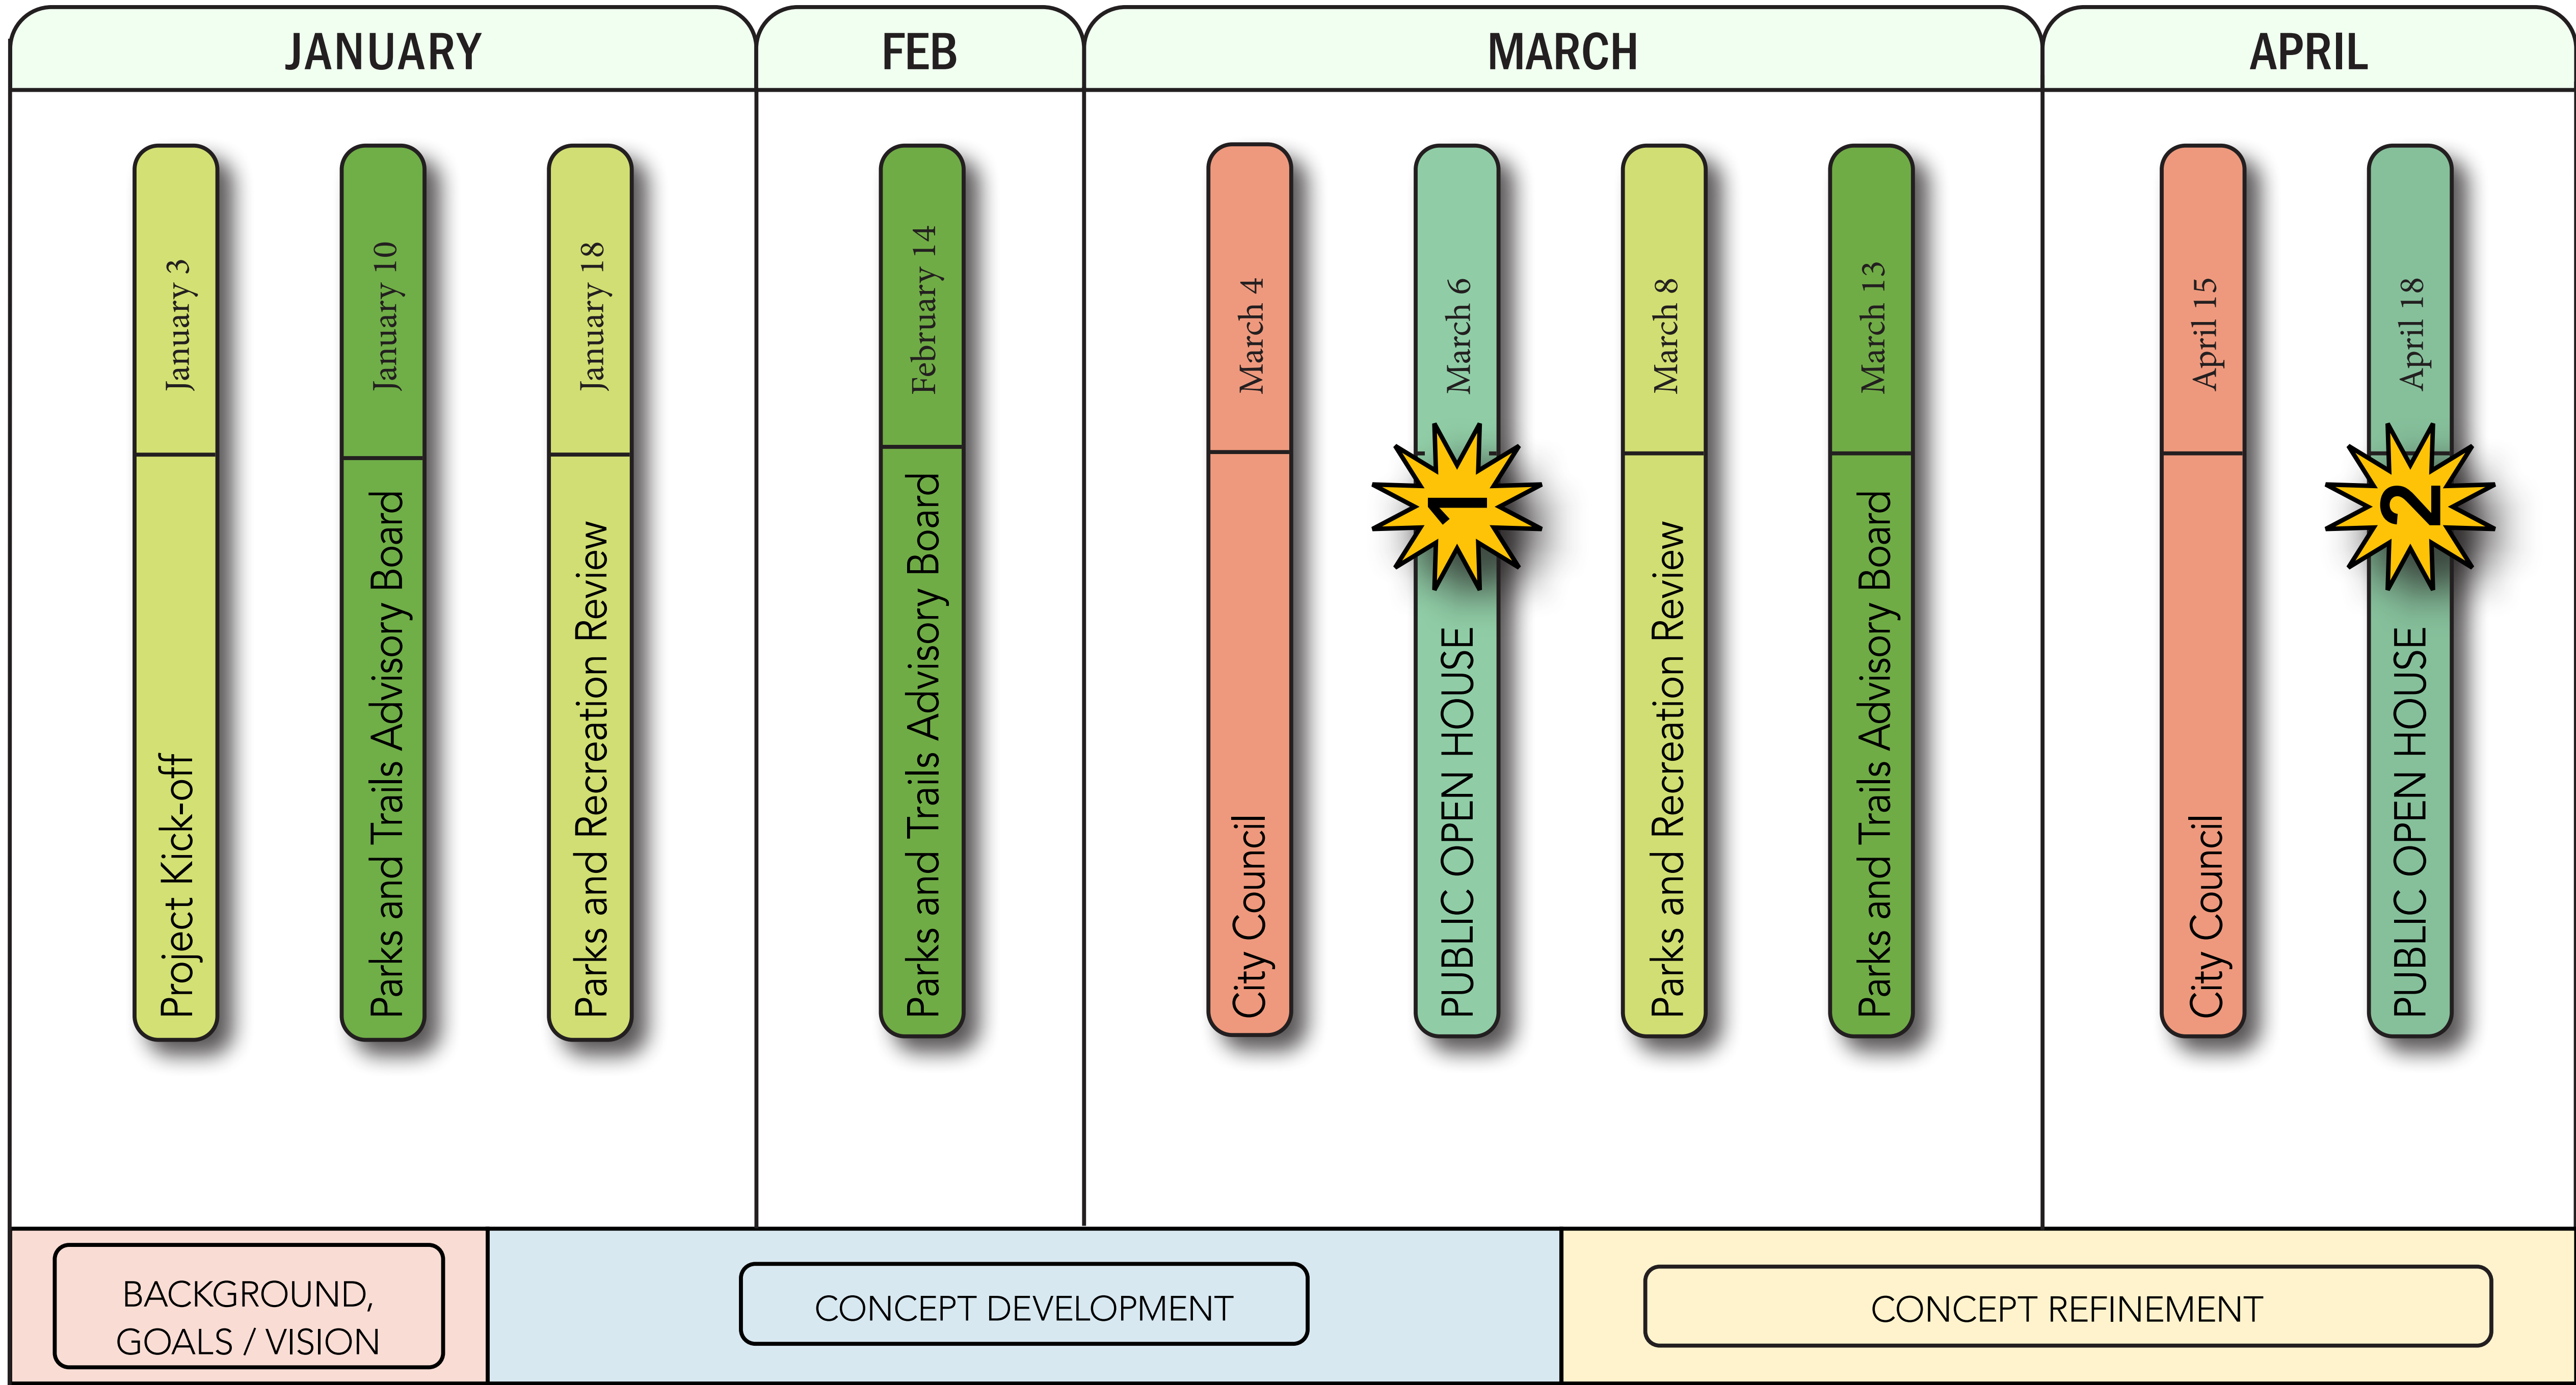 JANUARY
FEB
MARCH
APRIL
January 3
Project Kick-off
January 10
Parks and Trails Advisory Board
January 18
Parks and Recreation Review
February 14
Parks and Trails Advisory Board
March 4
City Council
March 6
1
PUBLIC OPEN HOUSE
March 8
Parks and Recreation Review
March 13
Parks and Trails Advisory Board
April 15
City Council
April 18
2
PUBLIC OPEN HOUSE
BACKGROUND,
GOALS / VISION
CONCEPT DEVELOPMENT
CONCEPT REFINEMENT